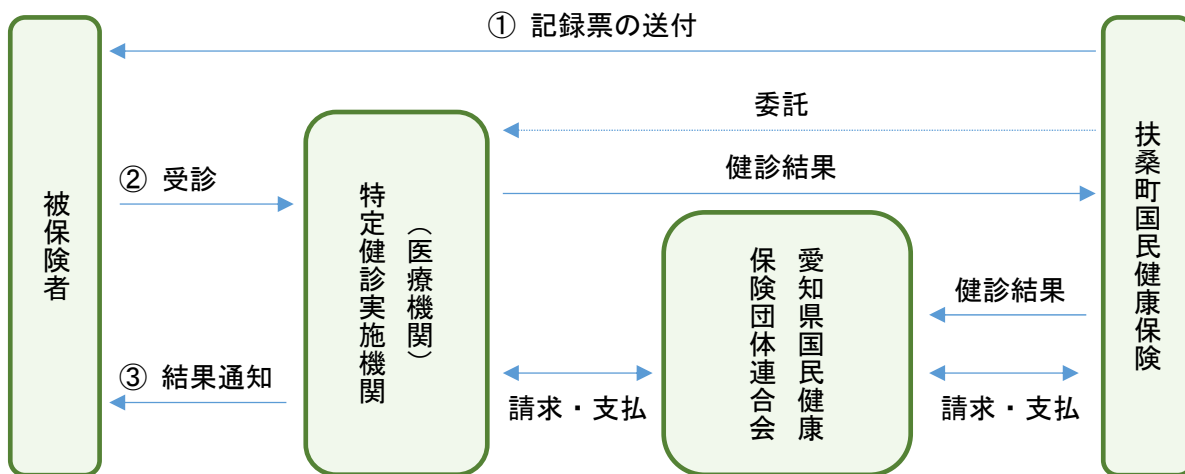 ① 記録票の送付
委託
健診結果
② 受診
③ 結果通知
被保険者
特定健診実施機関
（医療機関）
愛知県国民健康
保険団体連合会
扶桑町国民健康保険
健診結果
請求・支払
請求・支払